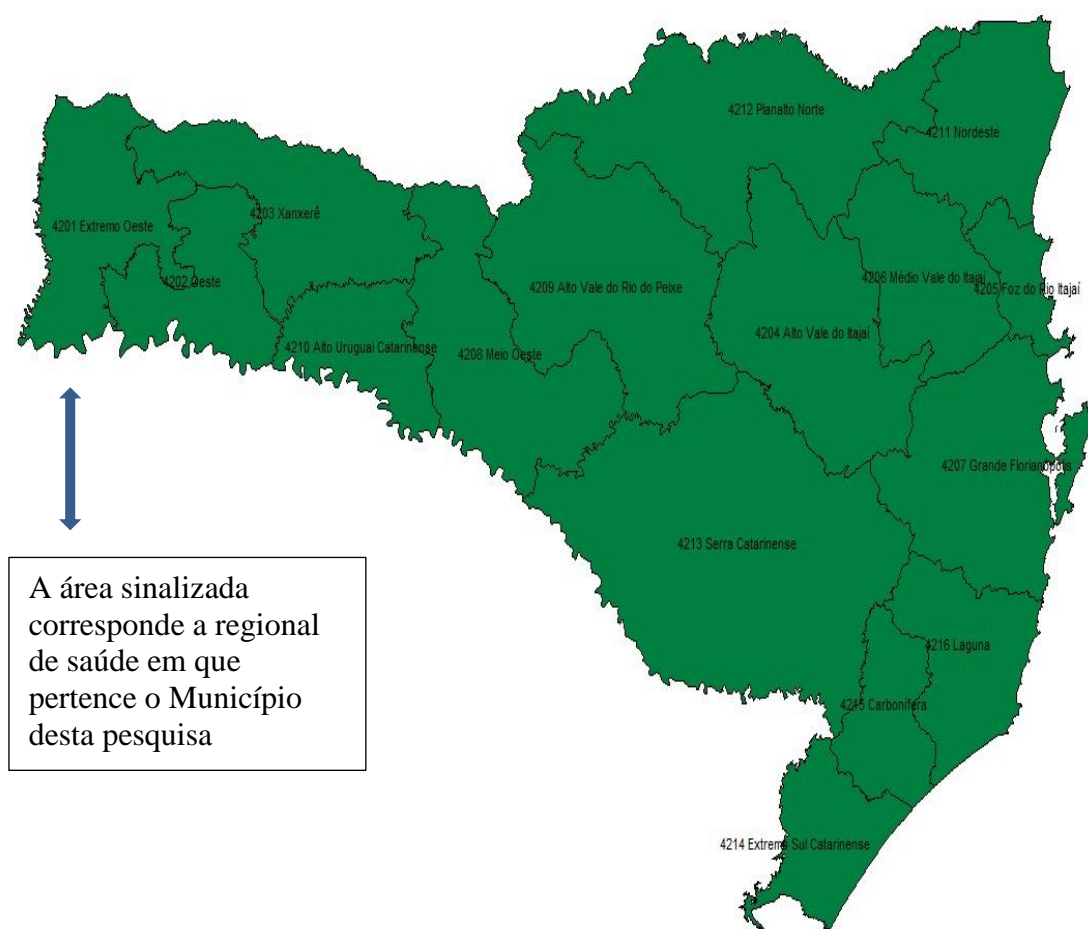 4212 Planalto Norte
4211 Nordeste
4203 Xanxerê
4201 Extremo Oeste
4202 Oeste
4206 Médio Vale do Itajaí
4205 Foz do Rio Itajaí
4209 Alto Vale do Rio do Peixe
4204 Alto Vale do Itajaí
4210 Alto Uruguai Catarinense
4208 Meio Oeste
4207 Grande Florianópolis
4213 Serra Catarinense
A área sinalizada
corresponde a regional
de saúde em que
pertence o Município
desta pesquisa
4216 Laguna
4215 Carbonífera
4214 Extremo Sul Catarinense